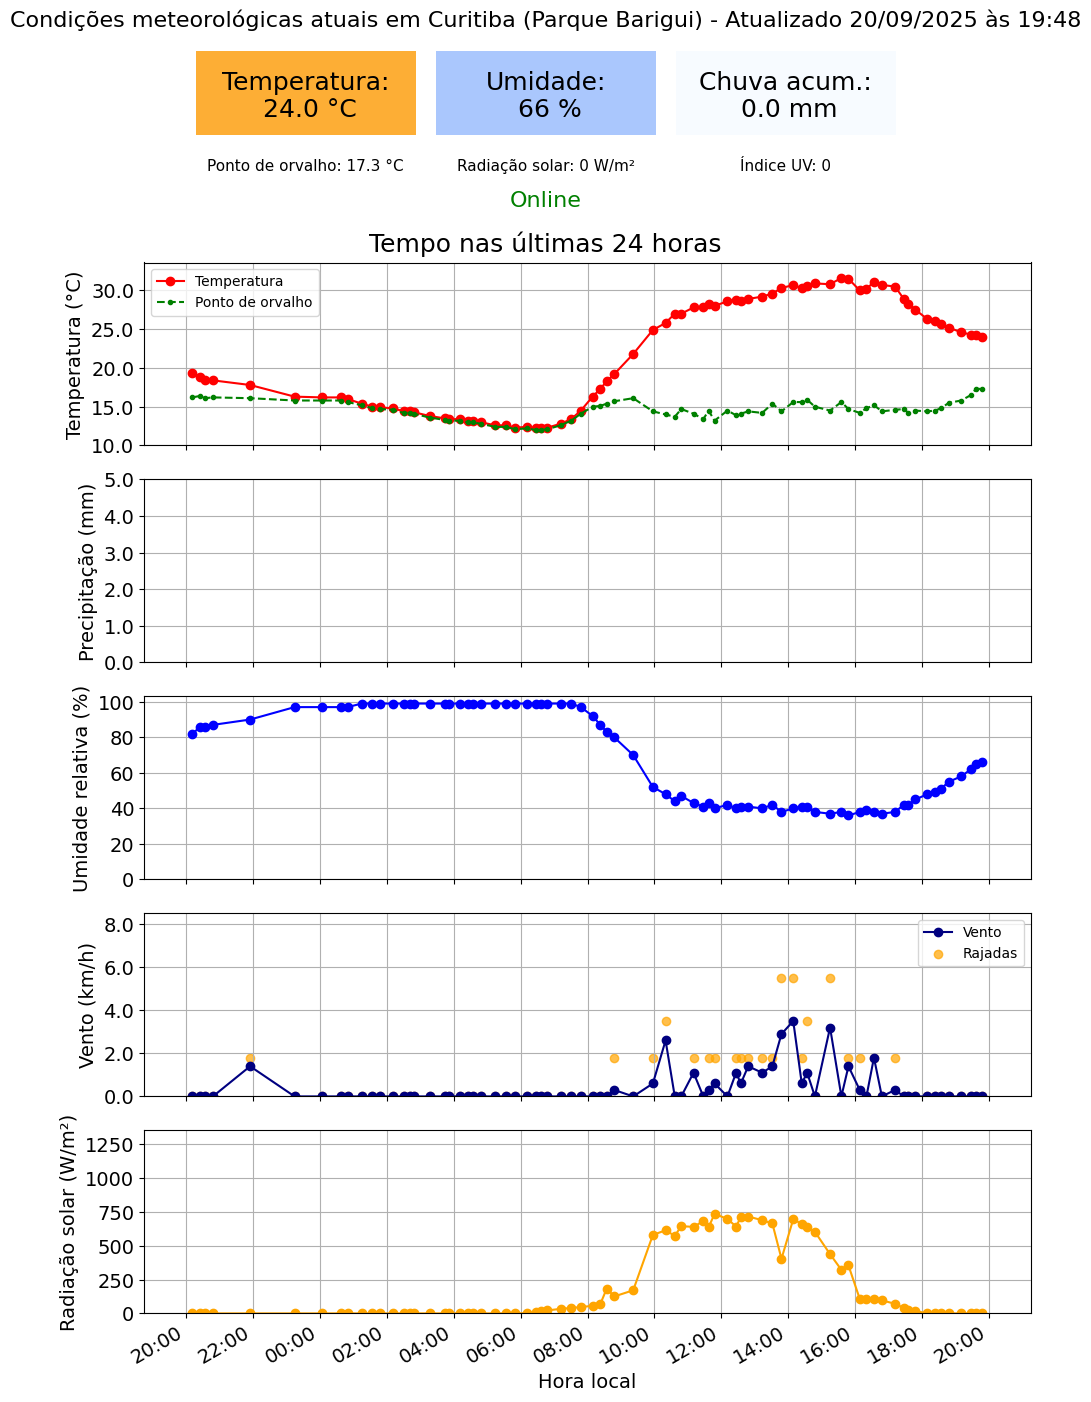 Condições meteorológicas atuais em Curitiba (Parque Barigui) - Atualizado 20/09/2025 às 19:48
Temperatura:
24.0 °C
Umidade:
66 %
Chuva acum.:
0.0 mm
Ponto de orvalho: 17.3 °C
Radiação solar: 0 W/m²
Índice UV: 0
Online
Tempo nas últimas 24 horas
Temperatura (°C)
30.0
25.0
20.0
15.0
10.0
Temperatura
Ponto de orvalho
Precipitação (mm)
5.0
4.0
3.0
2.0
1.0
0.0
Umidade relativa (%)
100
80
60
40
20
0
Vento (km/h)
8.0
6.0
4.0
2.0
0.0
Vento
Rajadas
Radiação solar (W/m²)
1250
1000
750
500
250
0
20:00
22:00
00:00
02:00
04:00
06:00
08:00
10:00
12:00
14:00
16:00
18:00
20:00
Hora local